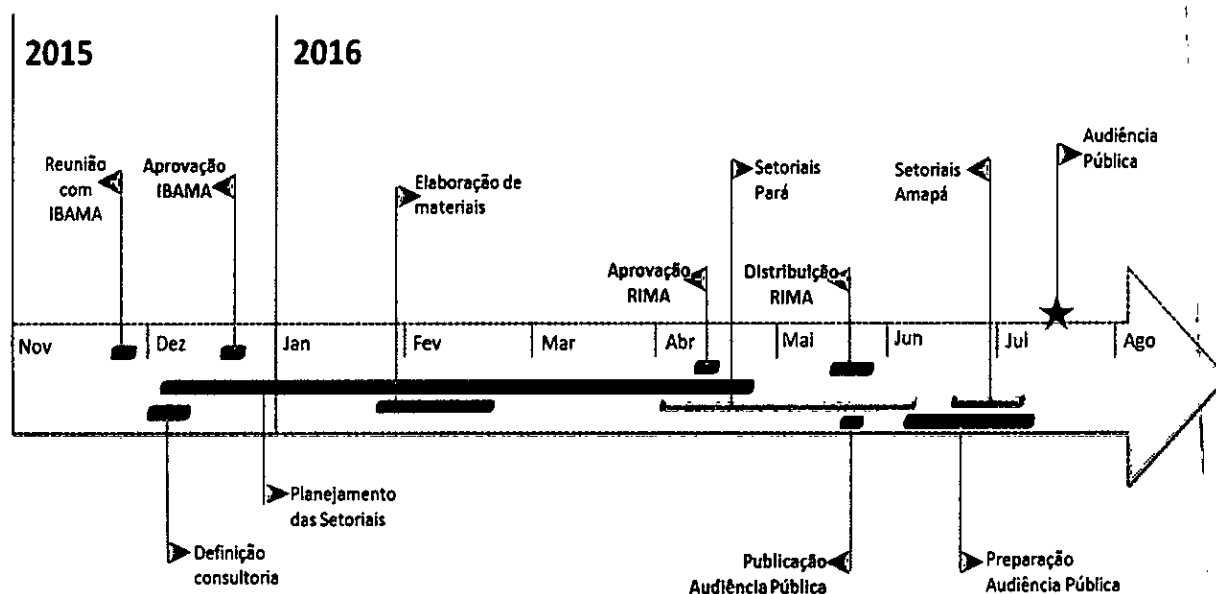 2015
2016
Reunião
com
IBAMA
Aprovação
IBAMA
Elaboração de
materiais
Setoriais
Pará
Setoriais
Amapá
Audiência
Pública
Aprovação
RIMA
Distribuição
RIMA
Nov
Dez
Jan
Fev
Mar
Abr
Mai
Jun
Jul
Ago
Planejamento
das Setoriais
Definição
consultoria
Publicação
Audiência Pública
Preparação
Audiência Pública